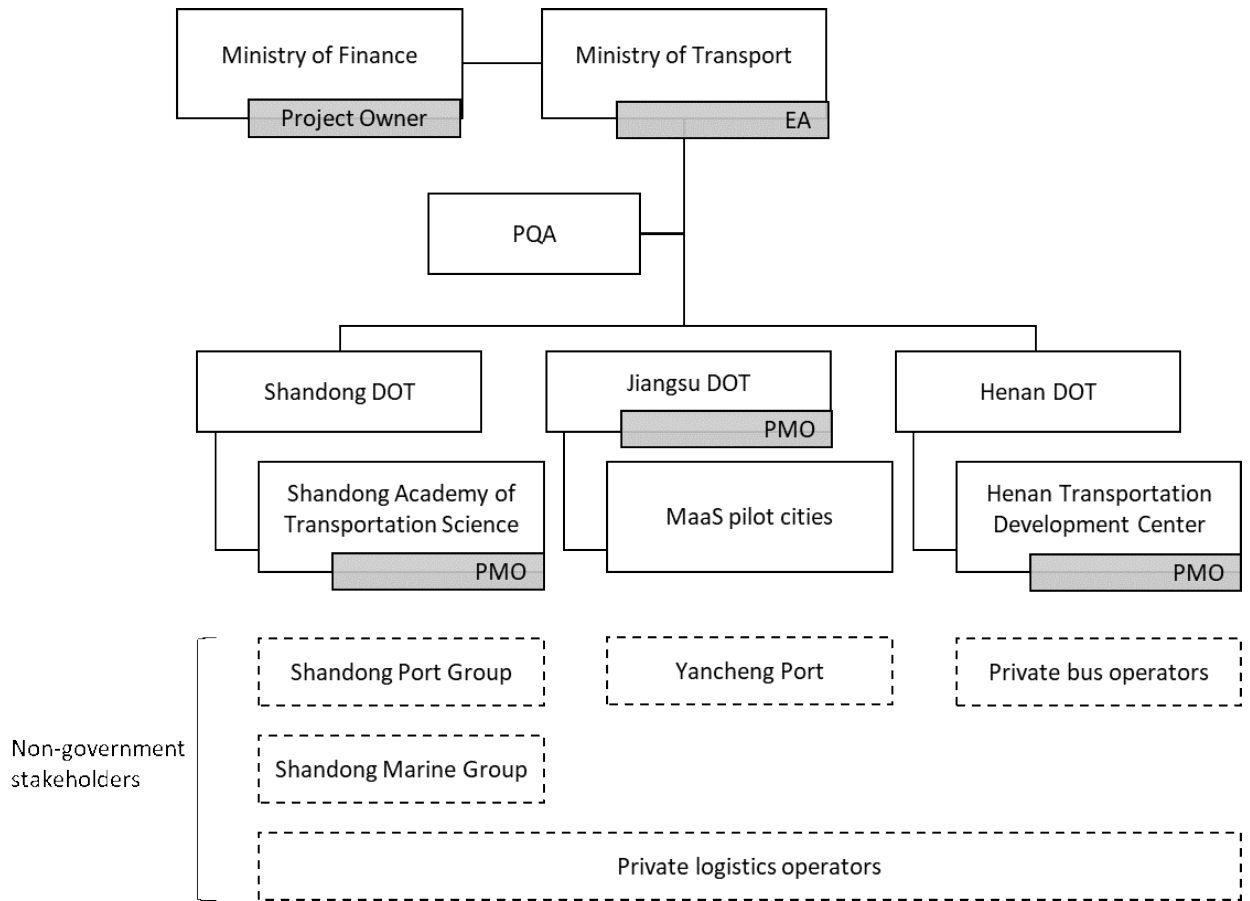 Ministry of Finance
Project Owner
Ministry of Transport
EA
PQA
Shandong DOT
Jiangsu DOT
PMO
Henan DOT
Shandong Academy of
Transportation Science
PMO
MaaS pilot cities
Henan Transportation
Development Center
PMO
Non-government
stakeholders
Shandong Port Group
Yancheng Port
Private bus operators
Shandong Marine Group
Private logistics operators